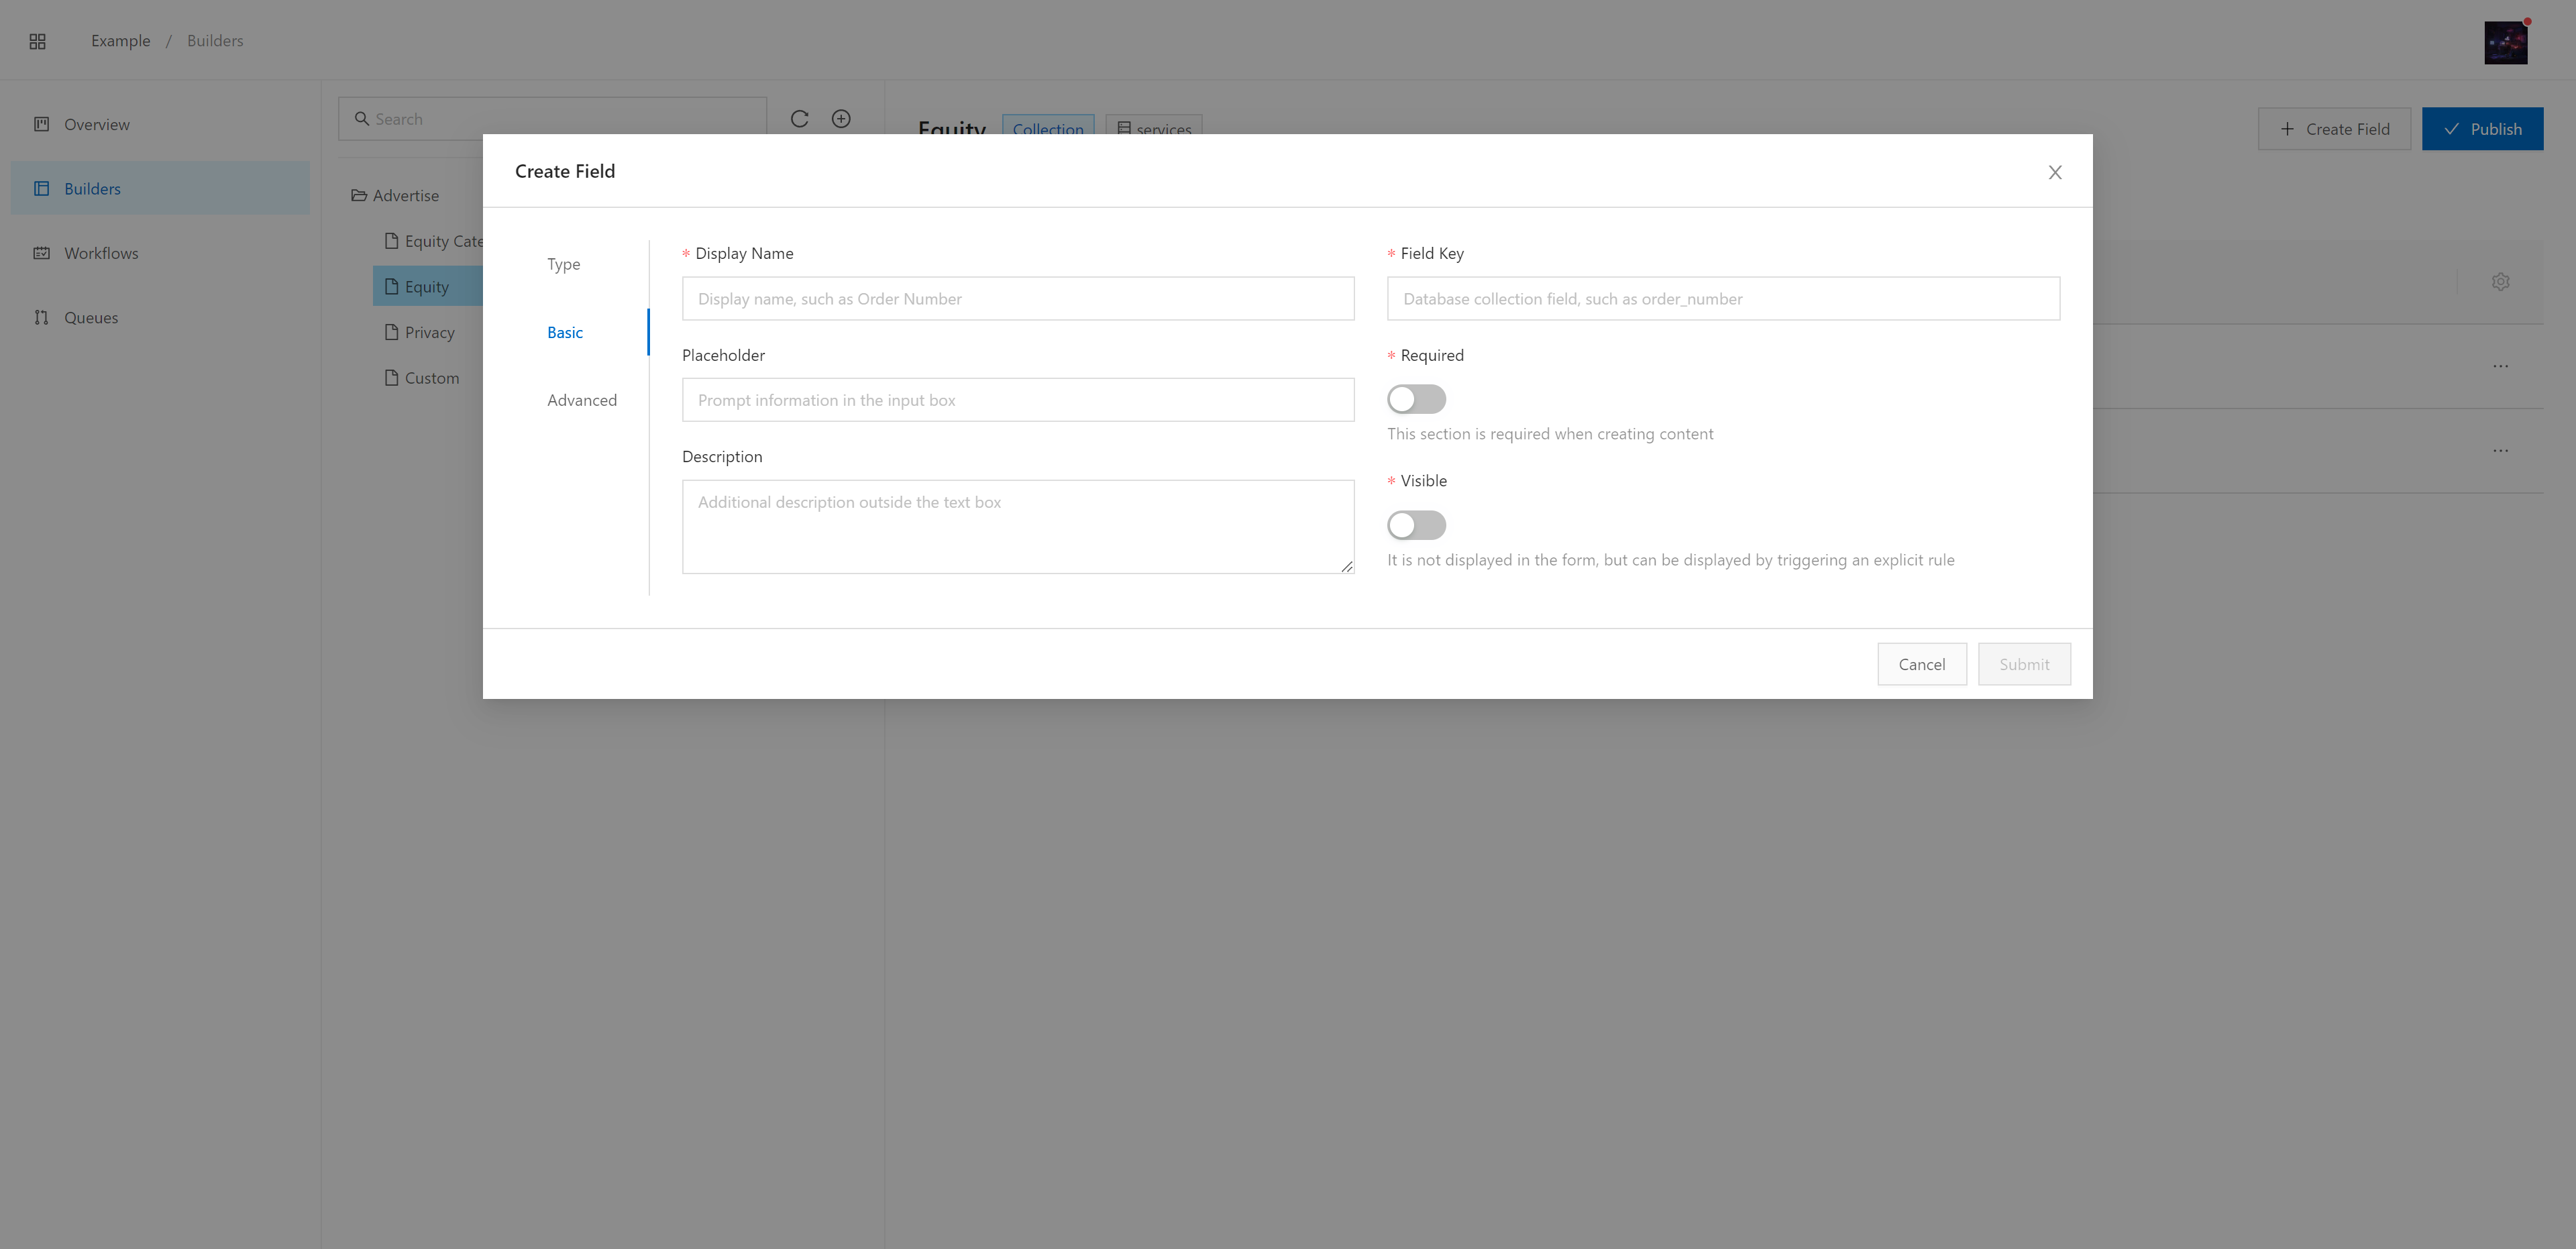 Example / Builders
Overview
Builders
Workflows
Queues
Search
Advertise
Equity Cate
Equity
Privacy
Custom
Equity Collection services
Create Field Publish
Create Field
Type
Basic
Advanced
* Display Name
Display name, such as Order Number
Placeholder
Prompt information in the input box
Description
Additional description outside the text box
* Field Key
Database collection field, such as order_number
* Required
This section is required when creating content
* Visible
It is not displayed in the form, but can be displayed by triggering an explicit rule
Cancel Submit